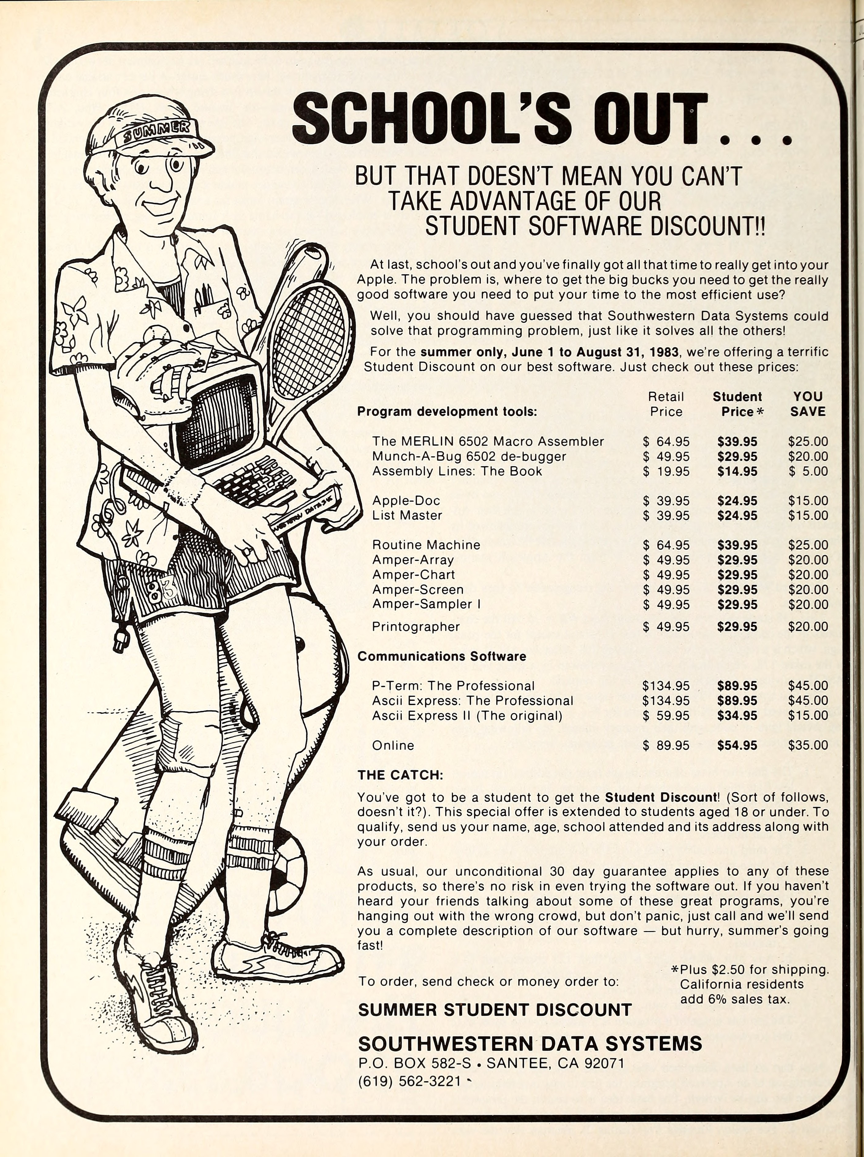 SUMMER
SCHOOL'S OUT...
BUT THAT DOESN'T MEAN YOU CAN'T
TAKE ADVANTAGE OF OUR
STUDENT SOFTWARE DISCOUNT!!
At last, school's out and you've finally got all that time to really get into your
Apple. The problem is, where to get the big bucks you need to get the really
good software you need to put your time to the most efficient use?
Well, you should have guessed that Southwestern Data Systems could
solve that programming problem, just like it solves all the others!
For the summer only, June 1 to August 31, 1983, we're offering a terrific
Student Discount on our best software. Just check out these prices:
Retail Student YOU
Program development tools: Price Price* SAVE
The MERLIN 6502 Macro Assembler $ 64.95 $39.95 $25.00
Munch-A-Bug 6502 de-bugger $ 49.95 $29.95 $20.00
Assembly Lines: The Book $ 19.95 $14.95 $ 5.00
Apple-Doc $ 39.95 $24.95 $15.00
List Master $ 39.95 $24.95 $15.00
Routine Machine $ 64.95 $39.95 $25.00
Amper-Array $ 49.95 $29.95 $20.00
Amper-Chart $ 49.95 $29.95 $20.00
Amper-Screen $ 49.95 $29.95 $20.00
Amper-Sampler I $ 49.95 $29.95 $20.00
Printographer $ 49.95 $29.95 $20.00
Communications Software
P-Term: The Professional $134.95 $89.95 $45.00
Ascii Express: The Professional $134.95 $89.95 $45.00
Ascii Express II (The original) $ 59.95 $34.95 $15.00
Online $ 89.95 $54.95 $35.00
THE CATCH:
You've got to be a student to get the Student Discount! (Sort of follows,
doesn't it?). This special offer is extended to students aged 18 or under. To
qualify, send us your name, age, school attended and its address along with
your order.
As usual, our unconditional 30 day guarantee applies to any of these
products, so there's no risk in even trying the software out. If you haven't
heard your friends talking about some of these great programs, you're
hanging out with the wrong crowd, but don't panic, just call and we'll send
you a complete description of our software — but hurry, summer's going
fast!
*Plus $2.50 for shipping.
California residents
add 6% sales tax.
To order, send check or money order to:
SUMMER STUDENT DISCOUNT
SOUTHWESTERN DATA SYSTEMS
P.O. BOX 582-S • SANTEE, CA 92071
(619) 562-3221